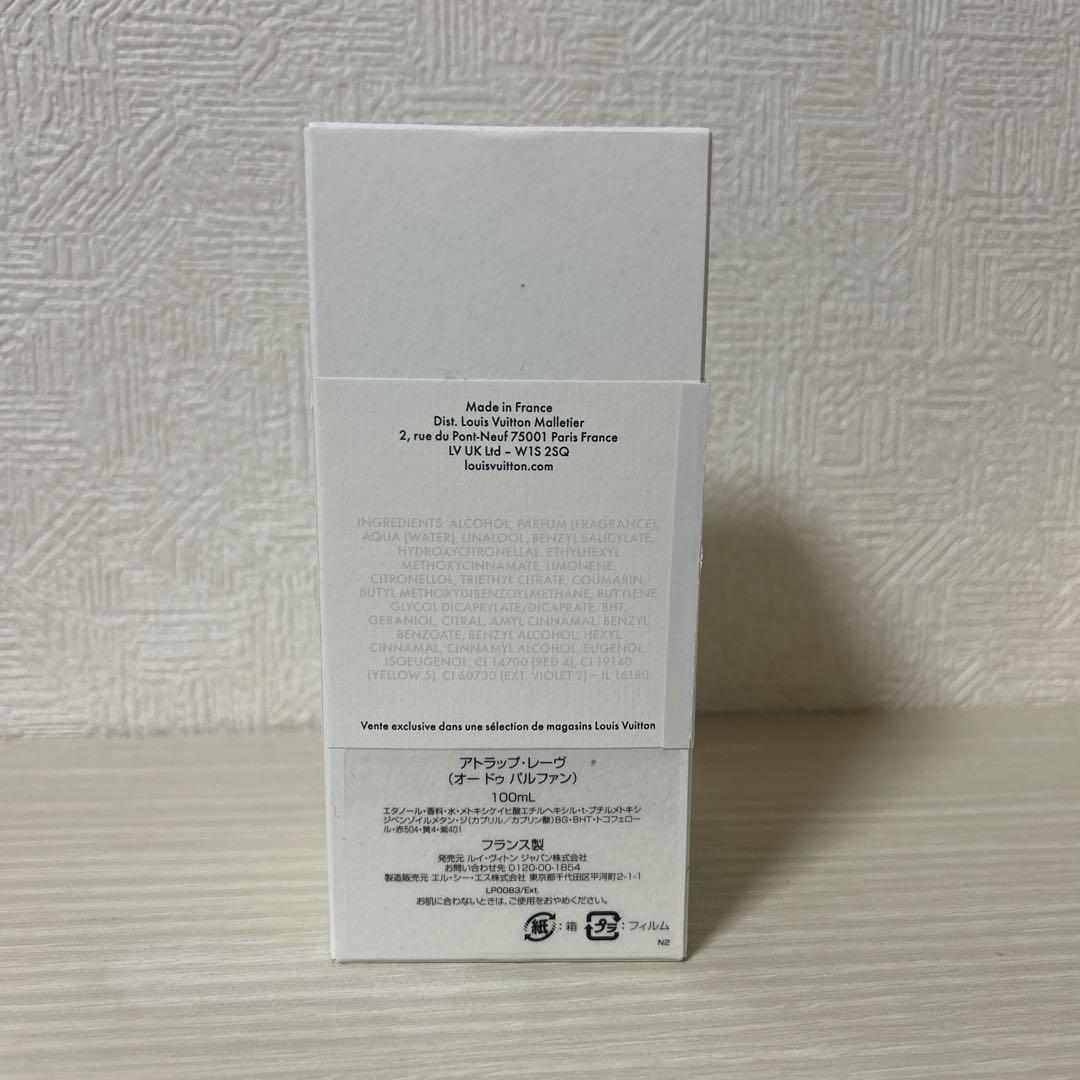 Made in France
Dist. Louis Vuitton Malletier
2, rue du Pont-Neuf 75001 Paris France
LV UK Ltd – W1S 2SQ
louisvuitton.com
INGREDIENTS: ALCOHOL, PARFUM (FRAGRANCE),
AQUA (WATER), LINALOOL, BENZYL SALICYLATE,
HYDROXYCITRONELLAL, ETHYLHEXYL
METHOXYCINNAMATE, LIMONENE,
CITRONELLOL, TRIETHYL CITRATE, COUMARIN,
BUTYL METHOXYDIBENZOYLMETHANE, BUTYLENE
GLYCOL DICAPRYLATE/DICAPRATE, BHT,
GERANIOL, CITRAL, AMYL CINNAMAL, BENZYL
BENZOATE, BENZYL ALCOHOL, HEXYL
CINNAMAL, CINNAMYL ALCOHOL, EUGENOL,
ISOEUGENOL, CI 14700 (RED 4), CI 19140
(YELLOW 5), CI 60730 (EXT. VIOLET 2) – IL 16180
Vente exclusive dans une sélection de magasins Louis Vuitton
アトラップ・レーヴ
(オー ドゥ パルファン)
100mL
エタノール・香料・水・メトキシケイヒ酸エチルヘキシル・t-ブチルメトキシ
ジベンゾイルメタン・ジ(カプリル/カプリン酸)BG・BHT・トコフェロ
ール・赤504・黄4・紫401
フランス製
発売元 ルイ・ヴィトン ジャパン株式会社
お問い合わせ先 0120-00-1854
製造販売元 エル・シー・エス株式会社 東京都千代田区平河町2-1-1
LP0083/Ext.
お肌に合わないときは、ご使用をおやめください。
紙:箱 プラ:フィルム
N2